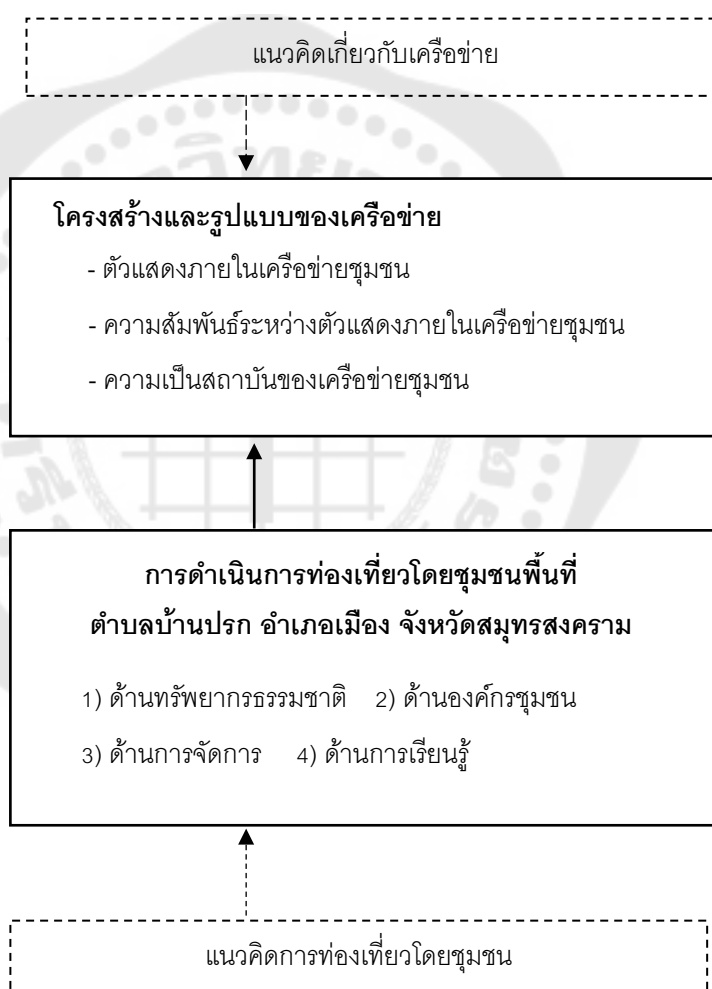 แนวคิดเกี่ยวกับเครือข่าย
โครงสร้างและรูปแบบของเครือข่าย
- ตัวแสดงภายในเครือข่ายชุมชน
- ความสัมพันธ์ระหว่างตัวแสดงภายในเครือข่ายชุมชน
- ความเป็นสถาบันของเครือข่ายชุมชน
การดำเนินการท่องเที่ยวโดยชุมชนพื้นที่
ตำบลบ้านปรก อำเภอเมือง จังหวัดสมุทรสงคราม
1) ด้านทรัพยากรธรรมชาติ 2) ด้านองค์กรชุมชน
3) ด้านการจัดการ 4) ด้านการเรียนรู้
แนวคิดการท่องเที่ยวโดยชุมชน